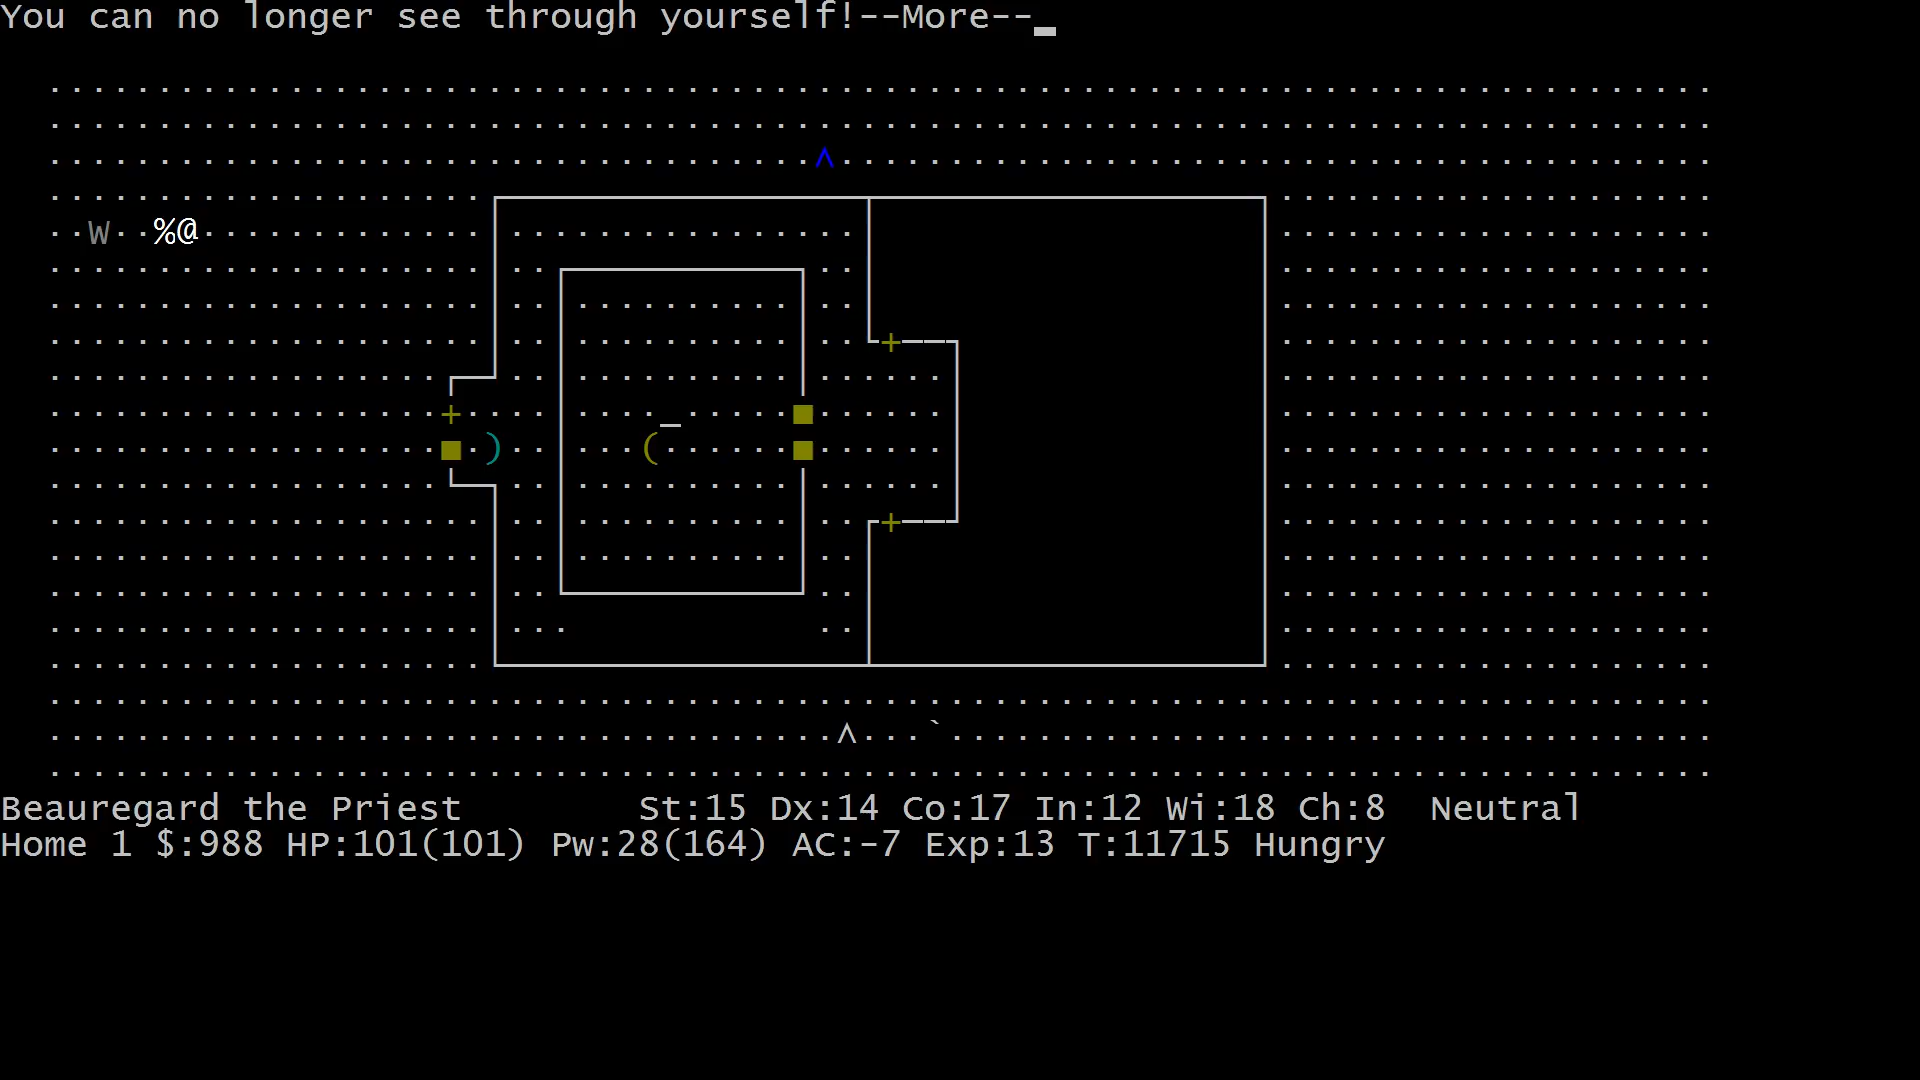 You can no longer see through yourself!--More--
Beauregard the Priest St:15 Dx:14 Co:17 In:12 Wi:18 Ch:8 Neutral
Home 1 $:988 HP:101(101) Pw:28(164) AC:-7 Exp:13 T:11715 Hungry